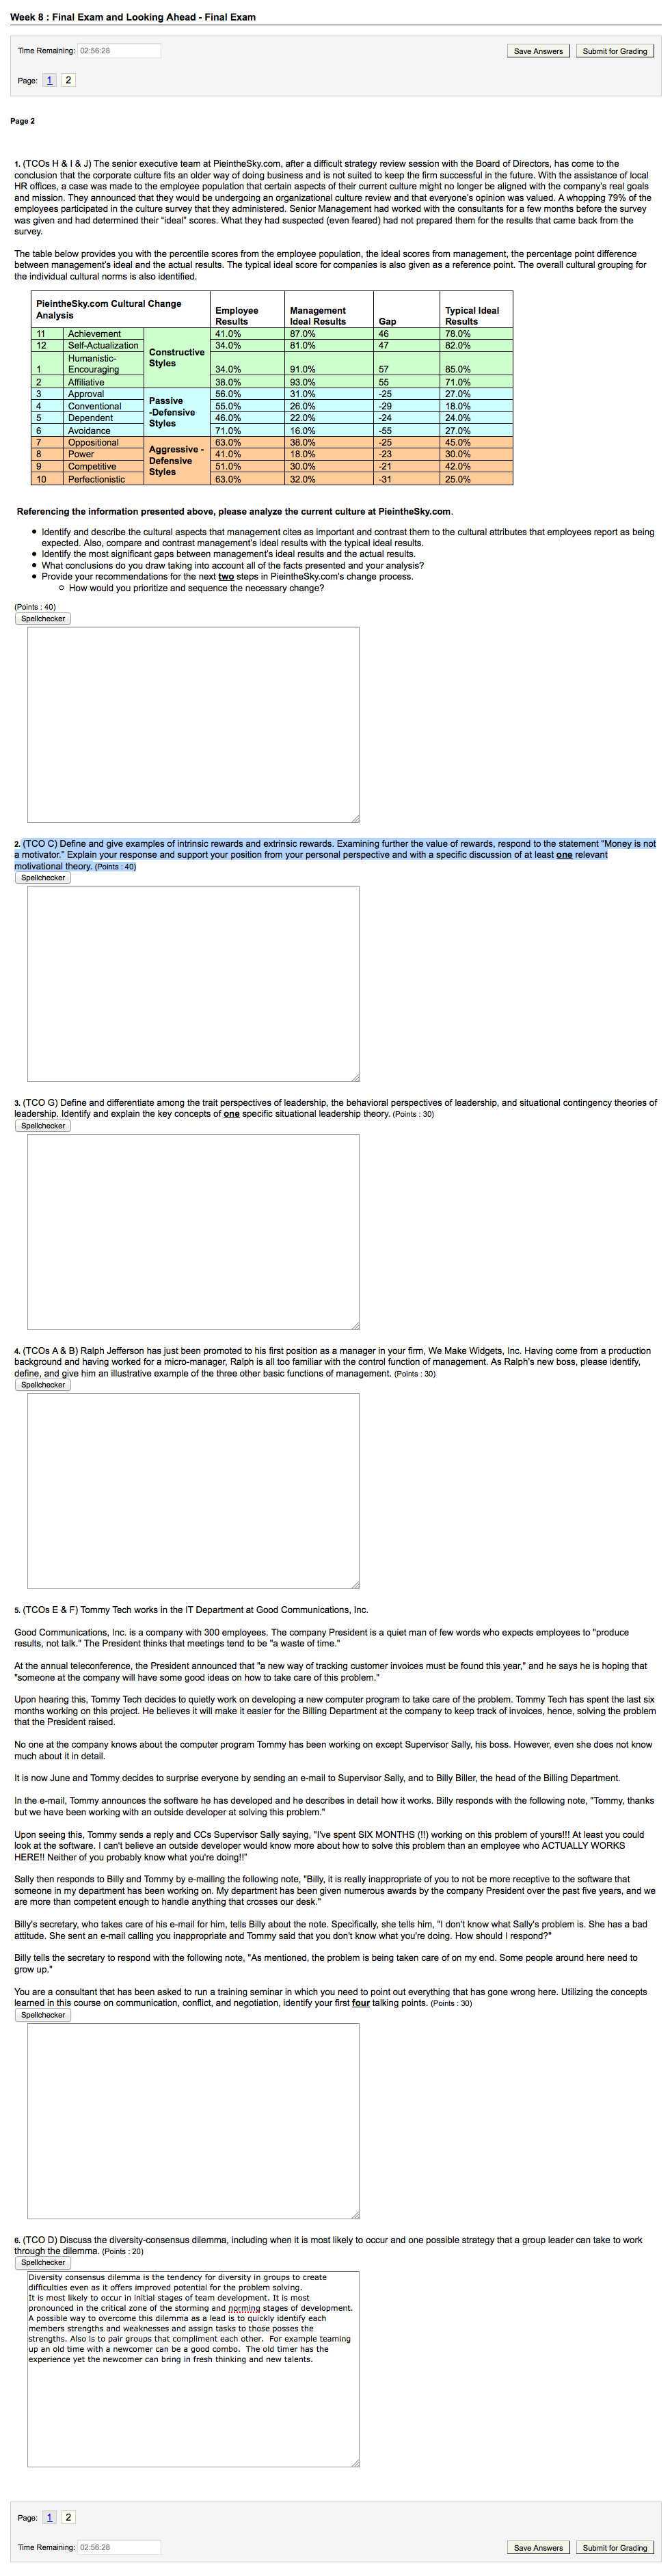 Week 8 : Final Exam and Looking Ahead - Final Exam
Time Remaining: 02:56:28
Save Answers Submit for Grading
Page: 1 2
Page 2
1. (TCOs H & I & J) The senior executive team at PieintheSky.com, after a difficult strategy review session with the Board of Directors, has come to the
conclusion that the corporate culture fits an older way of doing business and is not suited to keep the firm successful in the future. With the assistance of local
HR offices, a case was made to the employee population that certain aspects of their current culture might no longer be aligned with the company's real goals
and mission. They announced that they would be undergoing an organizational culture review and that everyone's opinion was valued. A whopping 79% of the
employees participated in the culture survey that they administered. Senior Management had worked with the consultants for a few months before the survey
was given and had determined their "ideal" scores. What they had suspected (even feared) had not prepared them for the results that came back from the
survey.
The table below provides you with the percentile scores from the employee population, the ideal scores from management, the percentage point difference
between management's ideal and the actual results. The typical ideal score for companies is also given as a reference point. The overall cultural grouping for
the individual cultural norms is also identified.
PieintheSky.com Cultural Change
Analysis
Employee
Results
Management
Ideal Results
Gap
Typical Ideal
Results
11 Achievement 41.0% 87.0% 46 78.0%
12 Self-Actualization 34.0% 81.0% 47 82.0%
Constructive
Styles
1 Humanistic-
Encouraging 34.0% 91.0% 57 85.0%
2 Affiliative 38.0% 93.0% 55 71.0%
3 Approval 56.0% 31.0% -25 27.0%
Passive
-Defensive
Styles
4 Conventional 55.0% 26.0% -29 18.0%
5 Dependent 46.0% 22.0% -24 24.0%
6 Avoidance 71.0% 16.0% -55 27.0%
7 Oppositional 63.0% 38.0% -25 45.0%
Aggressive -
Defensive
Styles
8 Power 41.0% 18.0% -23 30.0%
9 Competitive 51.0% 30.0% -21 42.0%
10 Perfectionistic 63.0% 32.0% -31 25.0%
Referencing the information presented above, please analyze the current culture at PieintheSky.com.
• Identify and describe the cultural aspects that management cites as important and contrast them to the cultural attributes that employees report as being
expected. Also, compare and contrast management's ideal results with the typical ideal results.
• Identify the most significant gaps between management's ideal results and the actual results.
• What conclusions do you draw taking into account all of the facts presented and your analysis?
• Provide your recommendations for the next two steps in PieintheSky.com's change process.
o How would you prioritize and sequence the necessary change?
(Points : 40)
Spellchecker
2. (TCO C) Define and give examples of intrinsic rewards and extrinsic rewards. Examining further the value of rewards, respond to the statement "Money is not
a motivator." Explain your response and support your position from your personal perspective and with a specific discussion of at least one relevant
motivational theory. (Points : 40)
Spellchecker
3. (TCO G) Define and differentiate among the trait perspectives of leadership, the behavioral perspectives of leadership, and situational contingency theories of
leadership. Identify and explain the key concepts of one specific situational leadership theory. (Points : 30)
Spellchecker
4. (TCOs A & B) Ralph Jefferson has just been promoted to his first position as a manager in your firm, We Make Widgets, Inc. Having come from a production
background and having worked for a micro-manager, Ralph is all too familiar with the control function of management. As Ralph's new boss, please identify,
define, and give him an illustrative example of the three other basic functions of management. (Points : 30)
Spellchecker
5. (TCOs E & F) Tommy Tech works in the IT Department at Good Communications, Inc.
Good Communications, Inc. is a company with 300 employees. The company President is a quiet man of few words who expects employees to "produce
results, not talk." The President thinks that meetings tend to be "a waste of time."
At the annual teleconference, the President announced that "a new way of tracking customer invoices must be found this year," and he says he is hoping that
"someone at the company will have some good ideas on how to take care of this problem."
Upon hearing this, Tommy Tech decides to quietly work on developing a new computer program to take care of the problem. Tommy Tech has spent the last six
months working on this project. He believes it will make it easier for the Billing Department at the company to keep track of invoices, hence, solving the problem
that the President raised.
No one at the company knows about the computer program Tommy has been working on except Supervisor Sally, his boss. However, even she does not know
much about it in detail.
It is now June and Tommy decides to surprise everyone by sending an e-mail to Supervisor Sally, and to Billy Biller, the head of the Billing Department.
In the e-mail, Tommy announces the software he has developed and he describes in detail how it works. Billy responds with the following note, "Tommy, thanks
but we have been working with an outside developer at solving this problem."
Upon seeing this, Tommy sends a reply and CCs Supervisor Sally saying, "I've spent SIX MONTHS (!!) working on this problem of yours!!! At least you could
look at the software. I can't believe an outside developer would know more about how to solve this problem than an employee who ACTUALLY WORKS
HERE!! Neither of you probably know what you're doing!!"
Sally then responds to Billy and Tommy by e-mailing the following note, "Billy, it is really inappropriate of you to not be more receptive to the software that
someone in my department has been working on. My department has been given numerous awards by the company President over the past five years, and we
are more than competent enough to handle anything that crosses our desk."
Billy's secretary, who takes care of his e-mail for him, tells Billy about the note. Specifically, she tells him, "I don't know what Sally's problem is. She has a bad
attitude. She sent an e-mail calling you inappropriate and Tommy said that you don't know what you're doing. How should I respond?"
Billy tells the secretary to respond with the following note, "As mentioned, the problem is being taken care of on my end. Some people around here need to
grow up."
You are a consultant that has been asked to run a training seminar in which you need to point out everything that has gone wrong here. Utilizing the concepts
learned in this course on communication, conflict, and negotiation, identify your first four talking points. (Points : 30)
Spellchecker
6. (TCO D) Discuss the diversity-consensus dilemma, including when it is most likely to occur and one possible strategy that a group leader can take to work
through the dilemma. (Points : 20)
Spellchecker
Diversity consensus dilemma is the tendency for diversity in groups to create
difficulties even as it offers improved potential for the problem solving.
It is most likely to occur in initial stages of team development. It is most
pronounced in the critical zone of the storming and norming stages of development.
A possible way to overcome this dilemma as a lead is to quickly identify each
members strengths and weaknesses and assign tasks to those posses the
strengths. Also is to pair groups that compliment each other. For example teaming
up an old time with a newcomer can be a good combo. The old timer has the
experience yet the newcomer can bring in fresh thinking and new talents.
Page: 1 2
Time Remaining: 02:56:28
Save Answers Submit for Grading